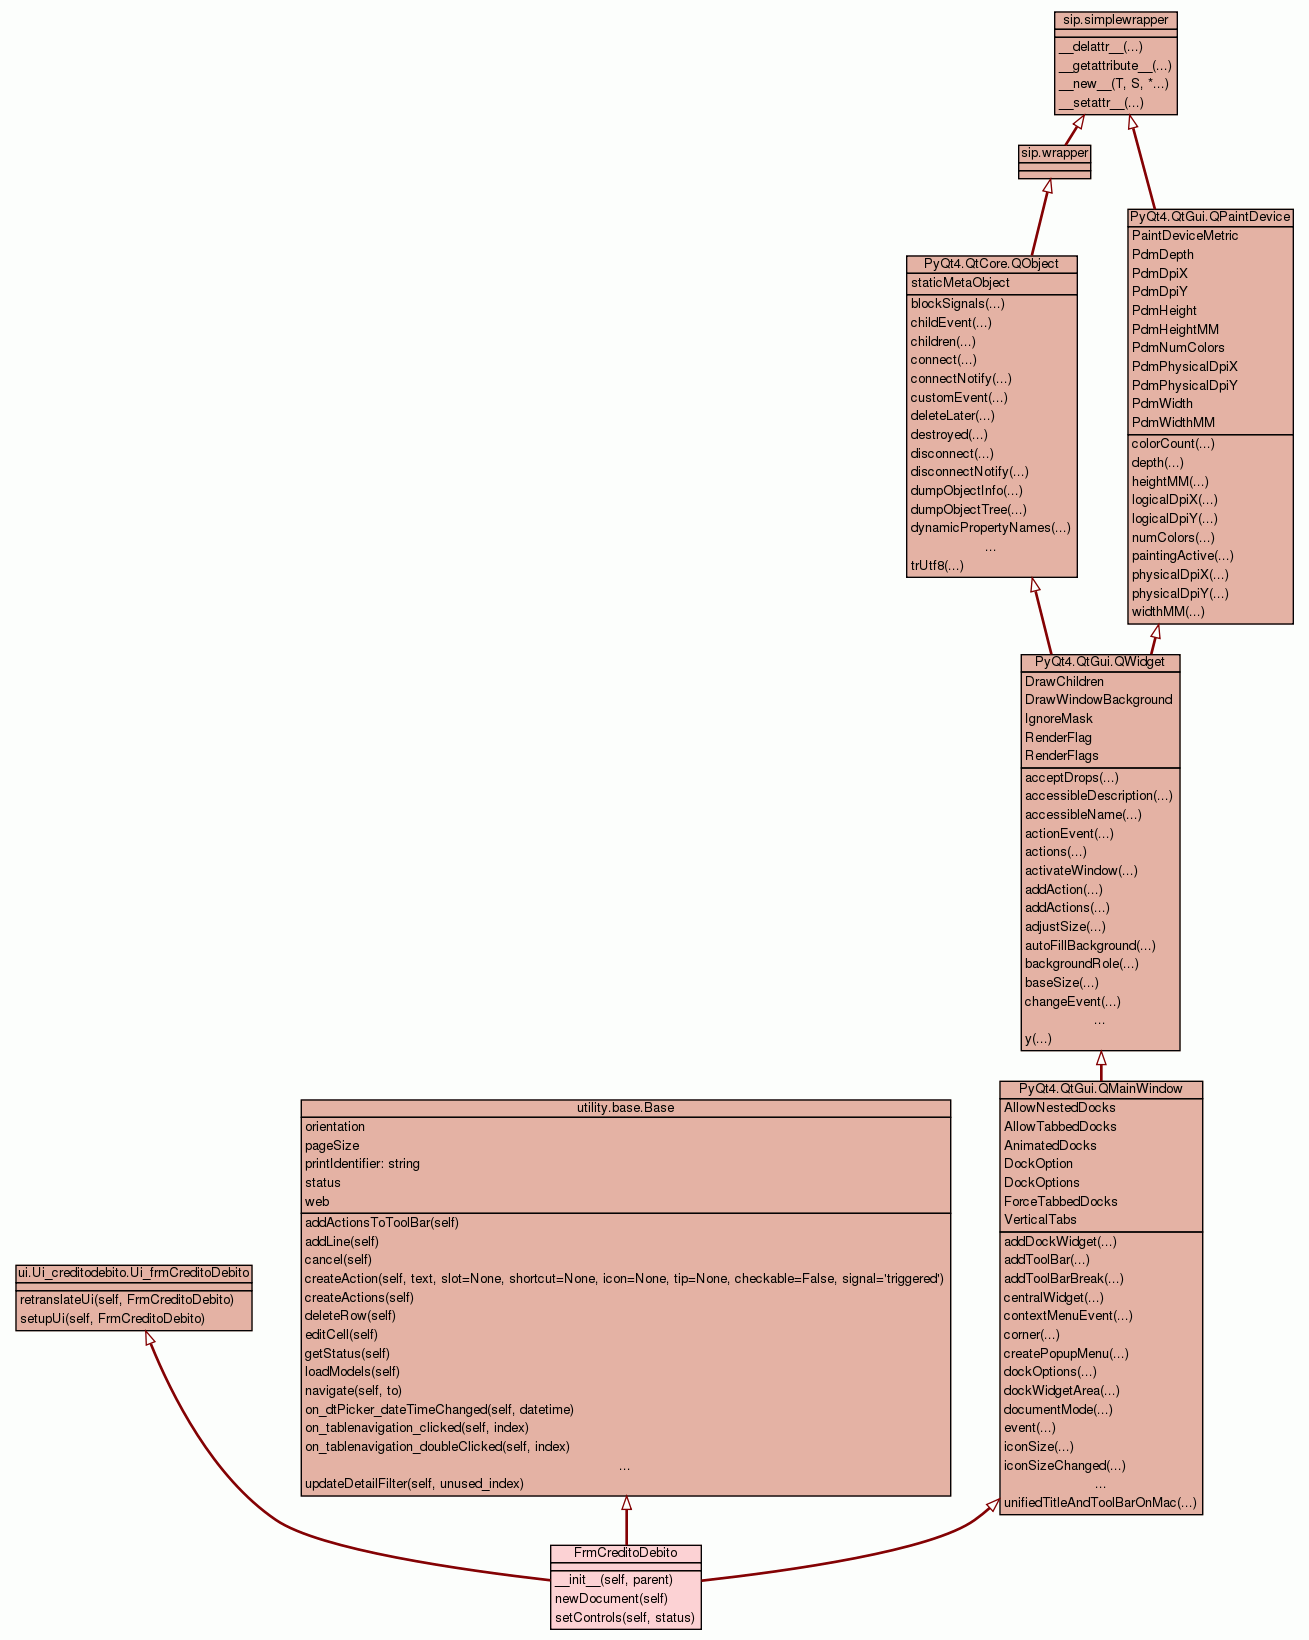 sip.simplewrapper
__delattr__(...)
__getattribute__(...)
__new__(T, S, *...)
__setattr__(...)
sip.wrapper
PyQt4.QtGui.QPaintDevice
PaintDeviceMetric
PdmDepth
PdmDpiX
PdmDpiY
PdmHeight
PdmHeightMM
PdmNumColors
PdmPhysicalDpiX
PdmPhysicalDpiY
PdmWidth
PdmWidthMM
colorCount(...)
depth(...)
heightMM(...)
logicalDpiX(...)
logicalDpiY(...)
numColors(...)
paintingActive(...)
physicalDpiX(...)
physicalDpiY(...)
widthMM(...)
PyQt4.QtCore.QObject
staticMetaObject
blockSignals(...)
childEvent(...)
children(...)
connect(...)
connectNotify(...)
customEvent(...)
deleteLater(...)
destroyed(...)
disconnect(...)
disconnectNotify(...)
dumpObjectInfo(...)
dumpObjectTree(...)
dynamicPropertyNames(...)
...
trUtf8(...)
PyQt4.QtGui.QWidget
DrawChildren
DrawWindowBackground
IgnoreMask
RenderFlag
RenderFlags
acceptDrops(...)
accessibleDescription(...)
accessibleName(...)
actionEvent(...)
actions(...)
activateWindow(...)
addAction(...)
addActions(...)
adjustSize(...)
autoFillBackground(...)
backgroundRole(...)
baseSize(...)
changeEvent(...)
...
y(...)
PyQt4.QtGui.QMainWindow
AllowNestedDocks
AllowTabbedDocks
AnimatedDocks
DockOption
DockOptions
ForceTabbedDocks
VerticalTabs
addDockWidget(...)
addToolBar(...)
addToolBarBreak(...)
centralWidget(...)
contextMenuEvent(...)
corner(...)
createPopupMenu(...)
dockOptions(...)
dockWidgetArea(...)
documentMode(...)
event(...)
iconSize(...)
iconSizeChanged(...)
...
unifiedTitleAndToolBarOnMac(...)
utility.base.Base
orientation
pageSize
printIdentifier: string
status
web
addActionsToToolBar(self)
addLine(self)
cancel(self)
createAction(self, text, slot=None, shortcut=None, icon=None, tip=None, checkable=False, signal='triggered')
createActions(self)
deleteRow(self)
editCell(self)
getStatus(self)
loadModels(self)
navigate(self, to)
on_dtPicker_dateTimeChanged(self, datetime)
on_tablenavigation_clicked(self, index)
on_tablenavigation_doubleClicked(self, index)
...
updateDetailFilter(self, unused_index)
ui.Ui_creditodebito.Ui_frmCreditoDebito
retranslateUi(self, FrmCreditoDebito)
setupUi(self, FrmCreditoDebito)
FrmCreditoDebito
__init__(self, parent)
newDocument(self)
setControls(self, status)